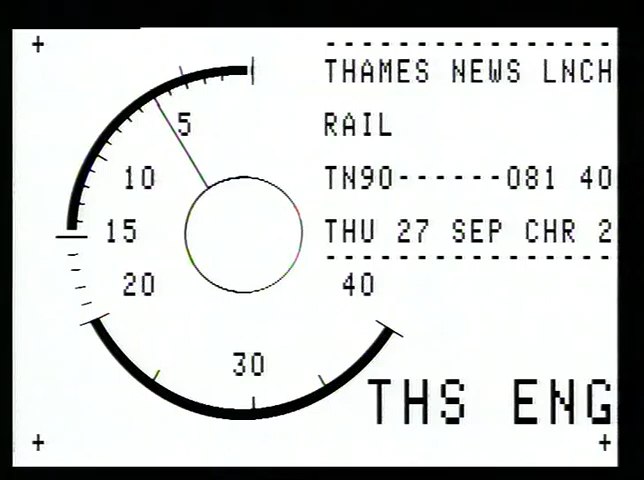 THAMES NEWS LNCH
RAIL
TN90------081 40
THU 27 SEP CHR 2
5
10
15
20
30
40
THS ENG